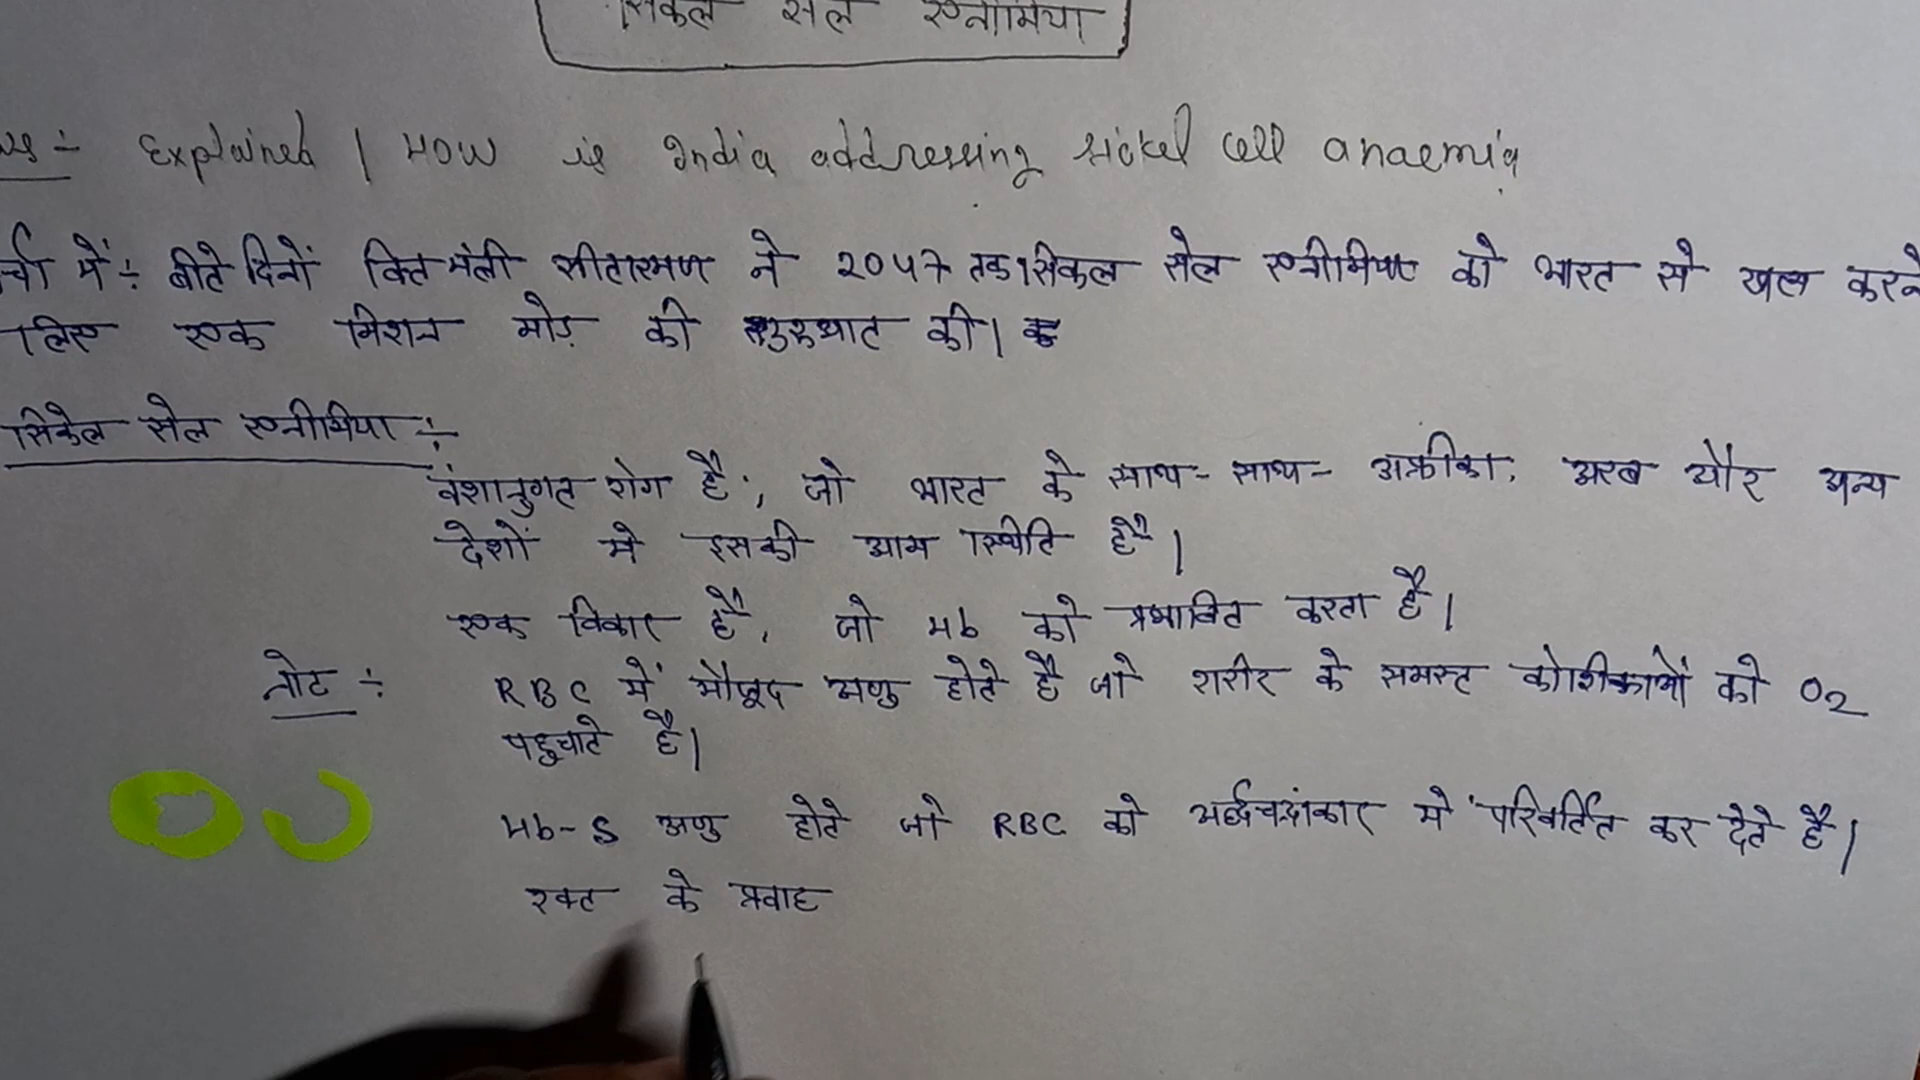 सिकल सेल एनीमिया
Explained | How is India addressing sickel cell anaemia
में ÷ बीते दिनों वित्त मंत्री सीतारमण ने 2047 तक सिकल सेल एनीमिया को भारत से खत्म करने
लिए एक मिशन मोड़ की शुरुआत की।
सिकेल सेल एनीमिया ÷
वंशानुगत रोग है, जो भारत के साथ-साथ- अफ्रीका, अरब और अन्य
देशों मे इसकी आम स्थिति है।
एक विकार है, जो Hb को प्रभावित करता है।
नोट ÷ RBC में मौजूद अणु होते है जो शरीर के समस्त कोशीकाओं को O2
पहुचाते है।
Hb-S अणु होते जो RBC को अर्द्धचंद्राकार मे परिवर्तित कर देते है।
रक्त के प्रवाह